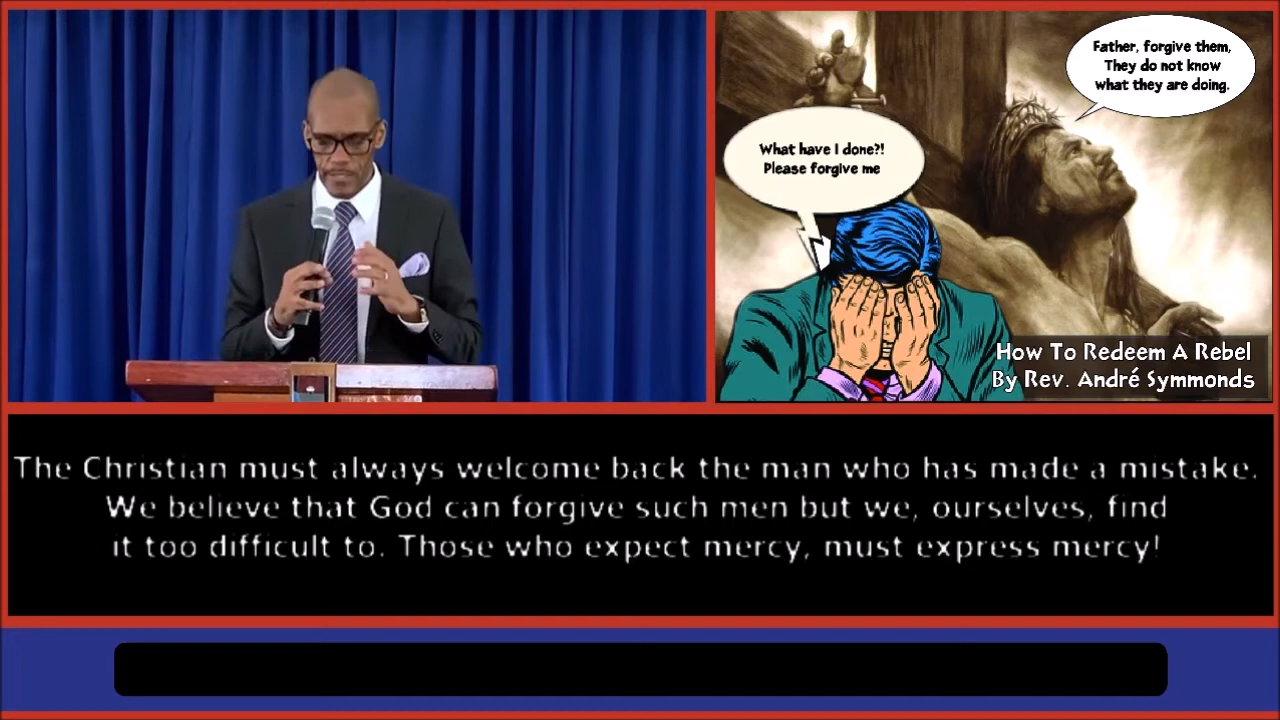 Father, forgive them,
They do not know
what they are doing.
What have I done?!
Please forgive me
How To Redeem A Rebel
By Rev. André Symmonds
The Christian must always welcome back the man who has made a mistake.
We believe that God can forgive such men but we, ourselves, find
it too difficult to. Those who expect mercy, must express mercy!